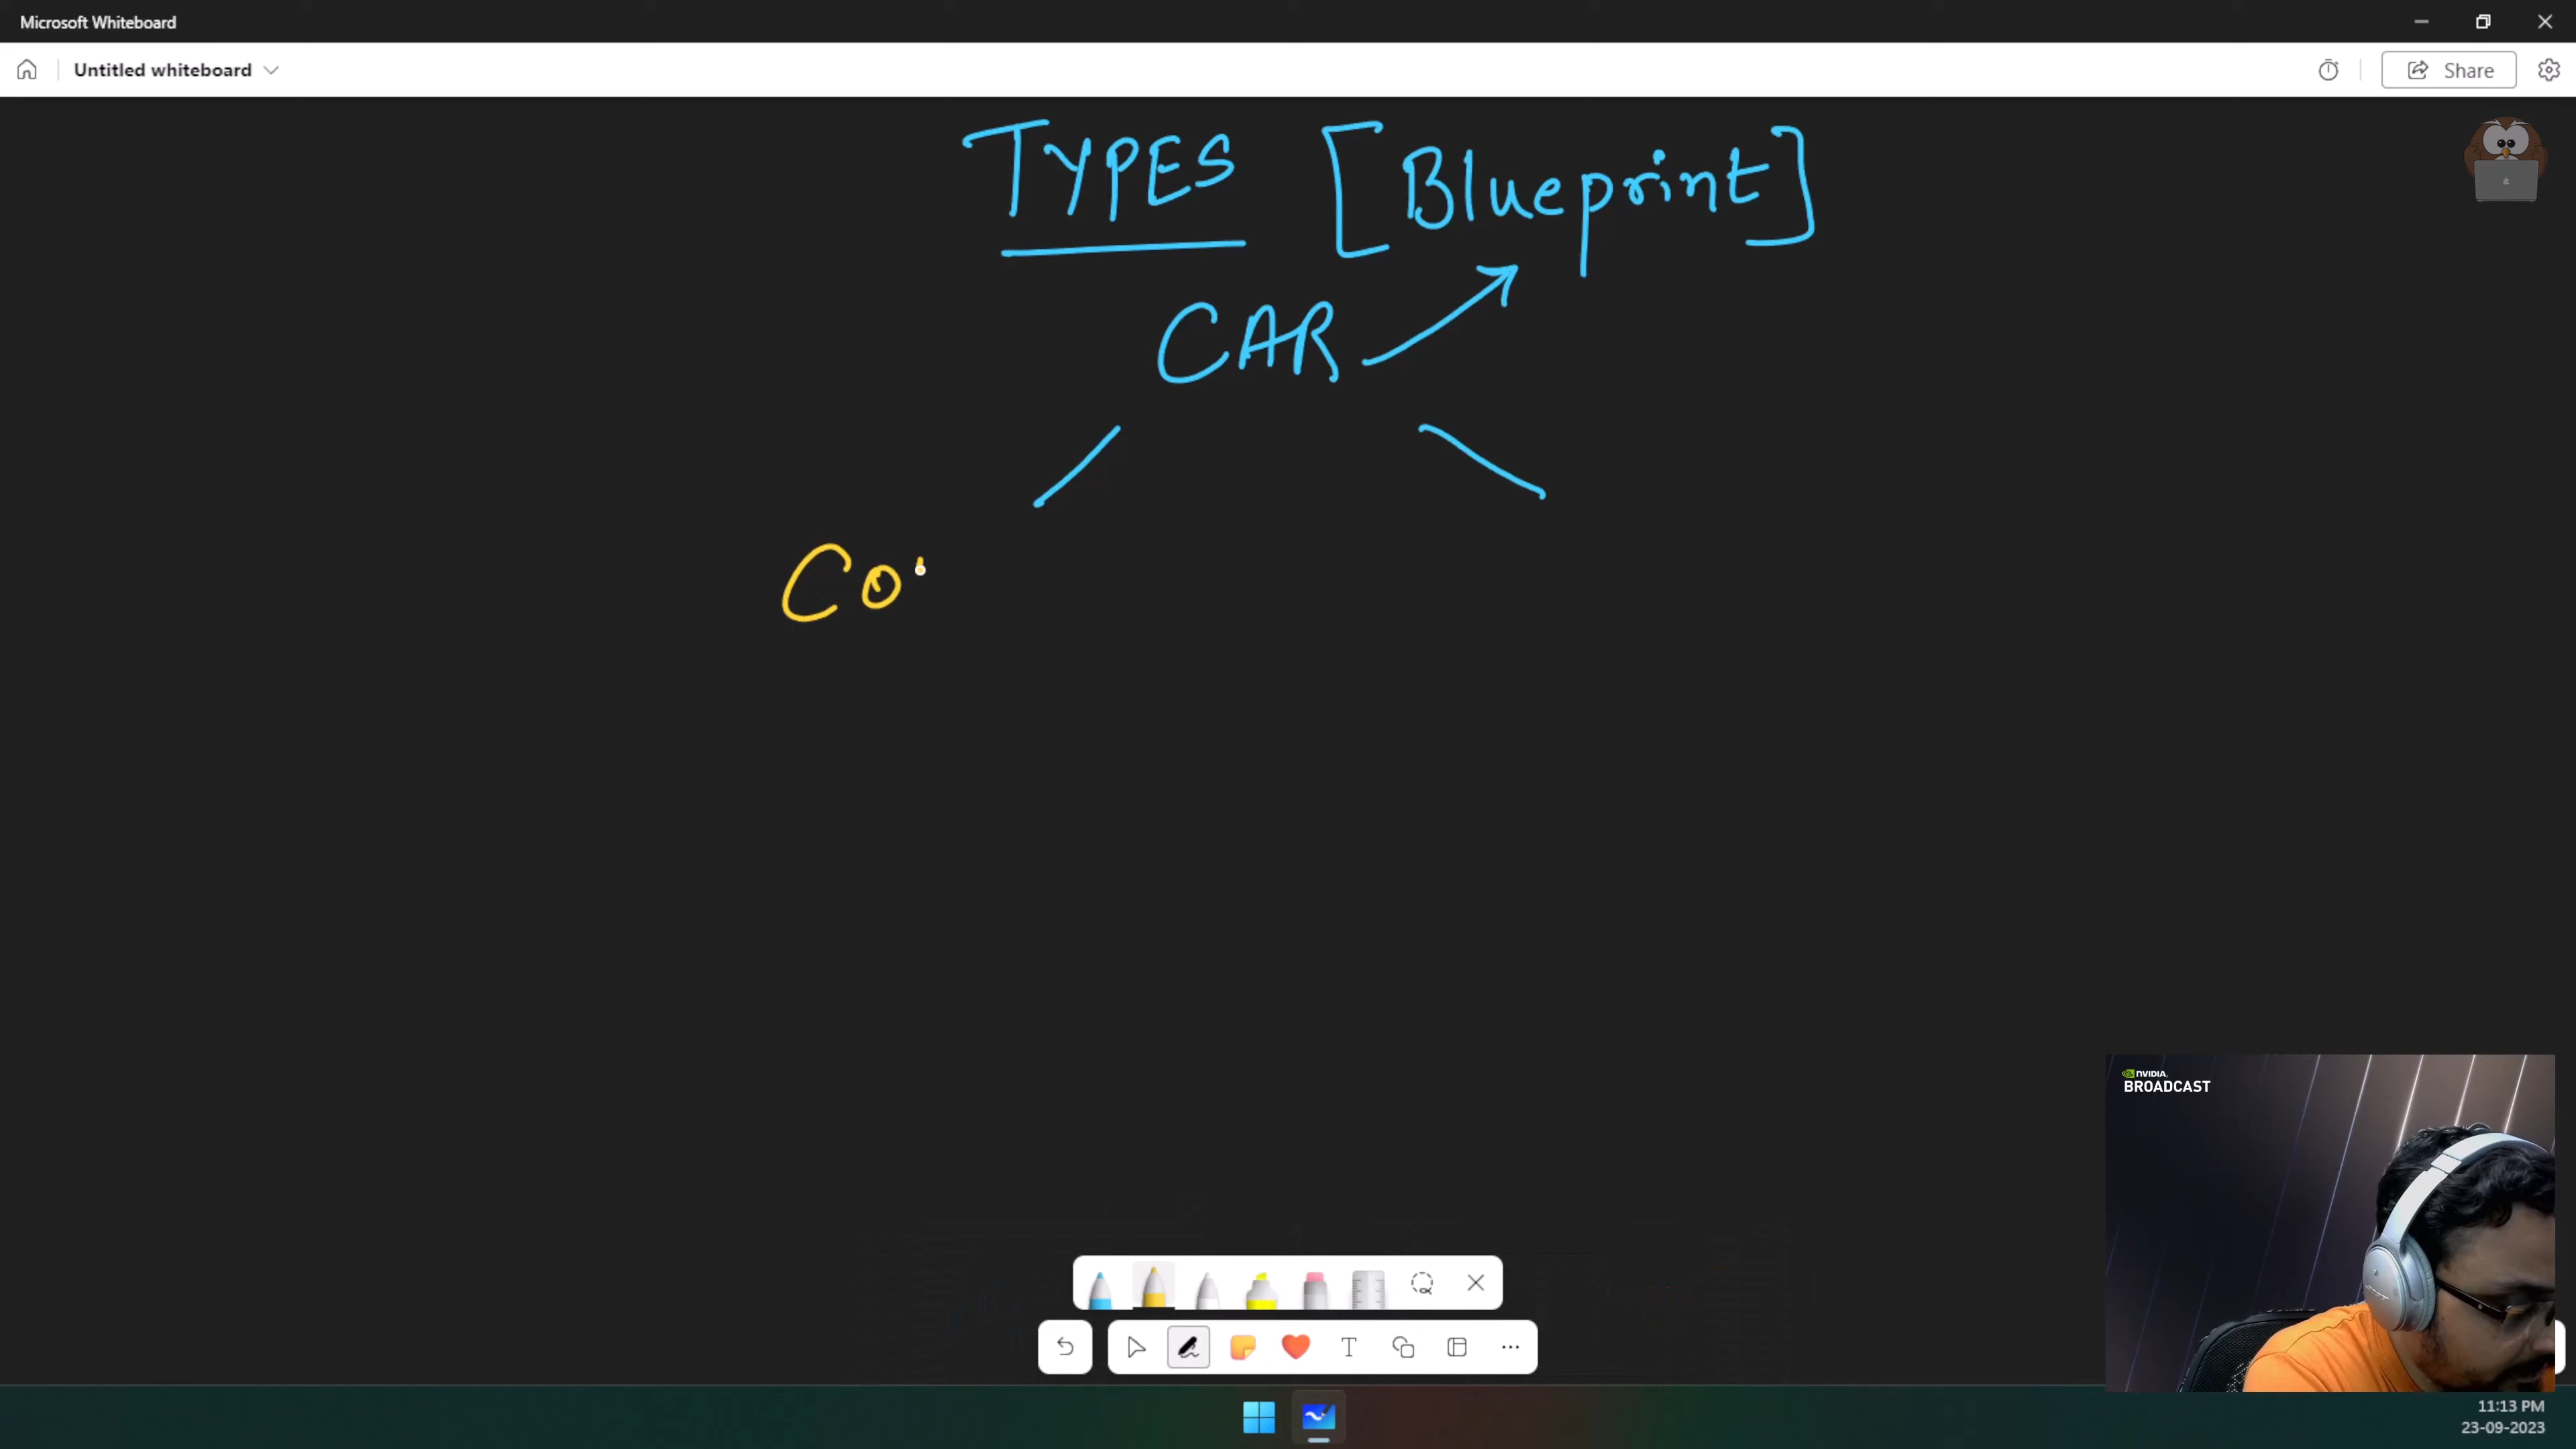 Microsoft Whiteboard
Untitled whiteboard
Share
TYPES [Blueprint]
CAR
Co
NVIDIA.
BROADCAST
T
11:13 PM
23-09-2023